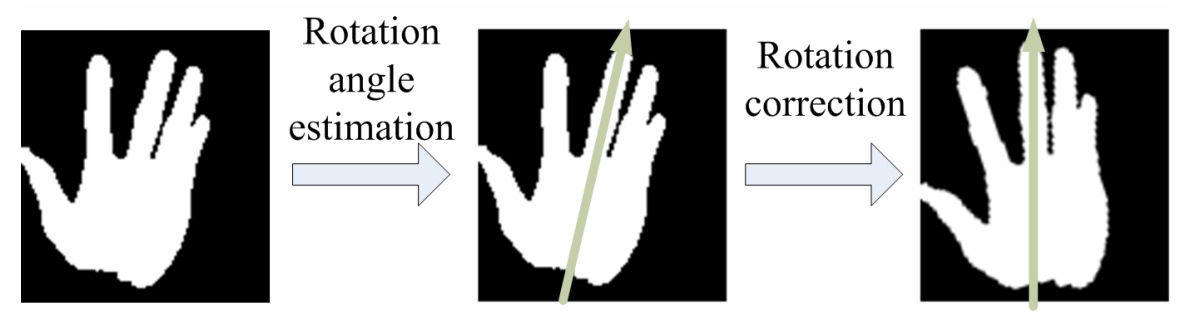 Rotation
angle
estimation
Rotation
correction